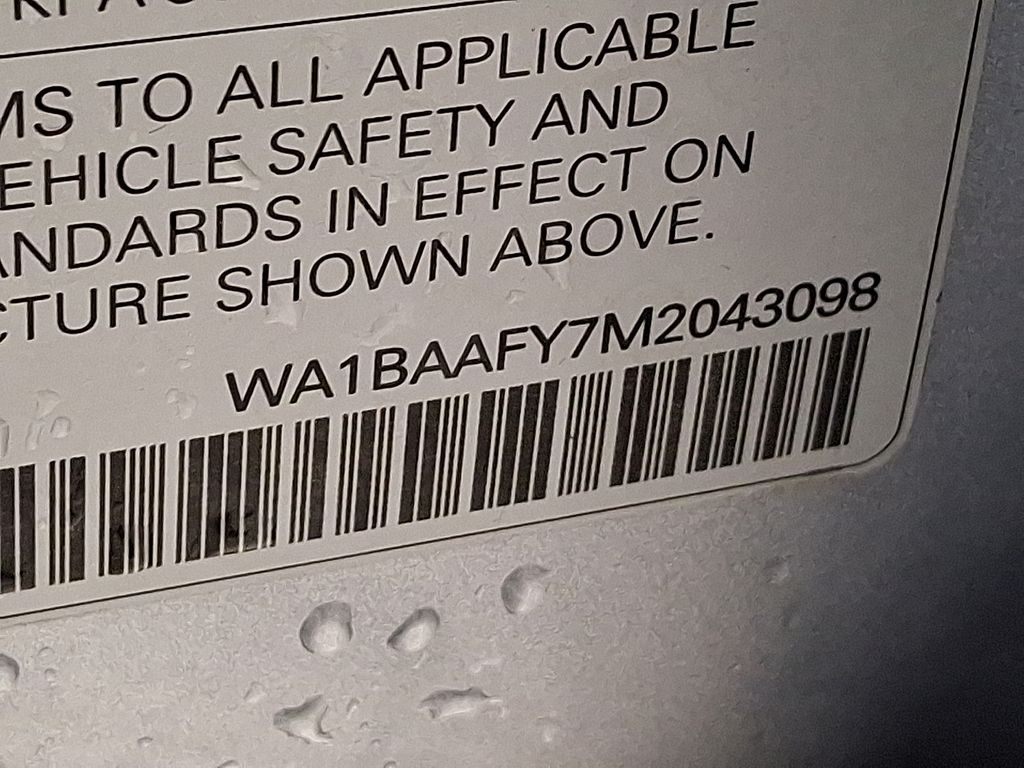 MS TO ALL APPLICABLE
EHICLE SAFETY AND
ANDARDS IN EFFECT ON
CTURE SHOWN ABOVE.
WA1BAAFY7M2043098